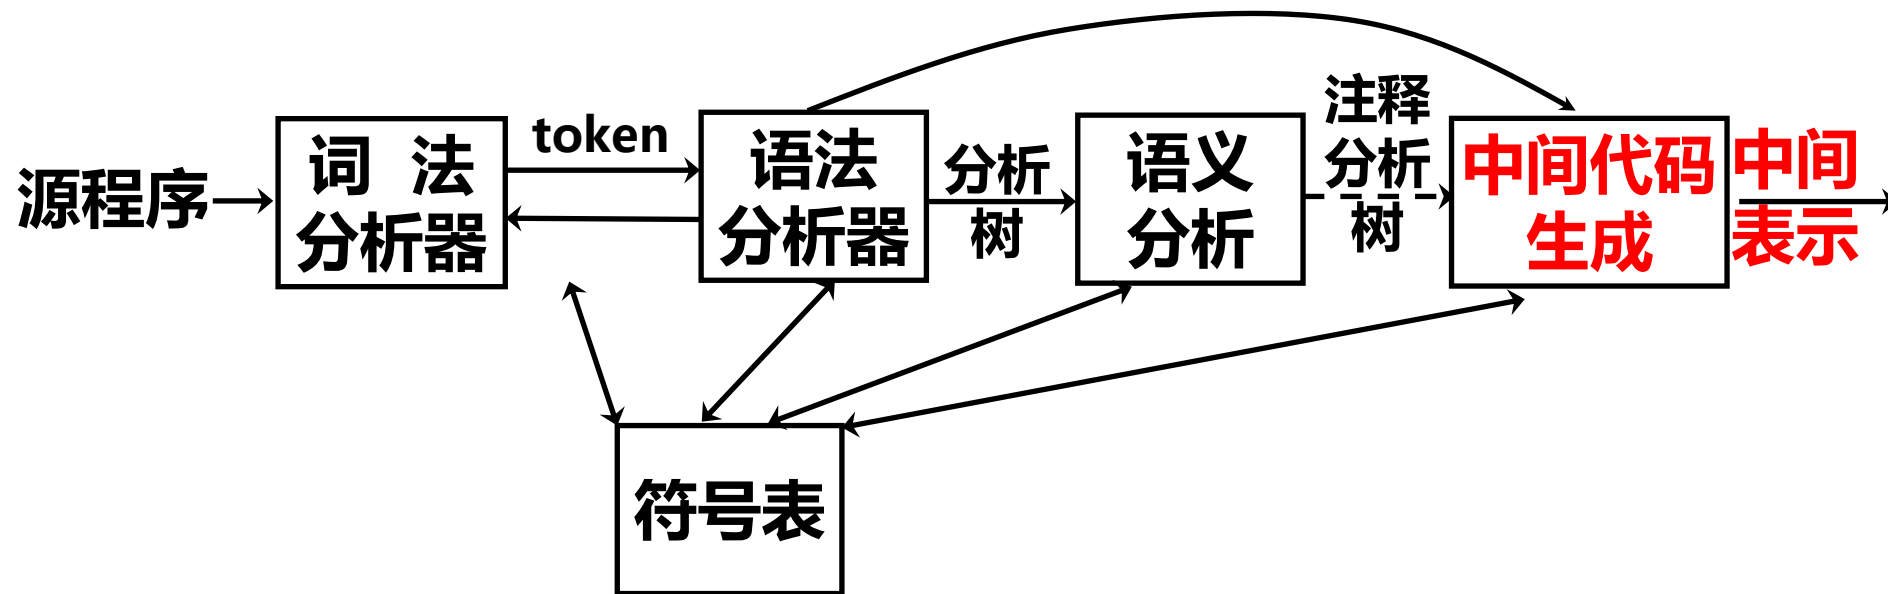 源程序
词 法
分析器
token
语法
分析器
分析
树
语义
分析
注释
分析
树
中间代码
生成
中间
表示
符号表